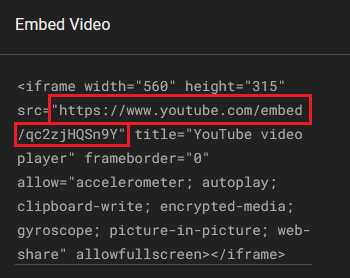 Embed Video
<iframe width="560" height="315"
src="https://www.youtube.com/embed
/qc2zjHQSn9Y" title="YouTube video
player" frameborder="0"
allow="accelerometer; autoplay;
clipboard-write; encrypted-media;
gyroscope; picture-in-picture; web-
share" allowfullscreen></iframe>